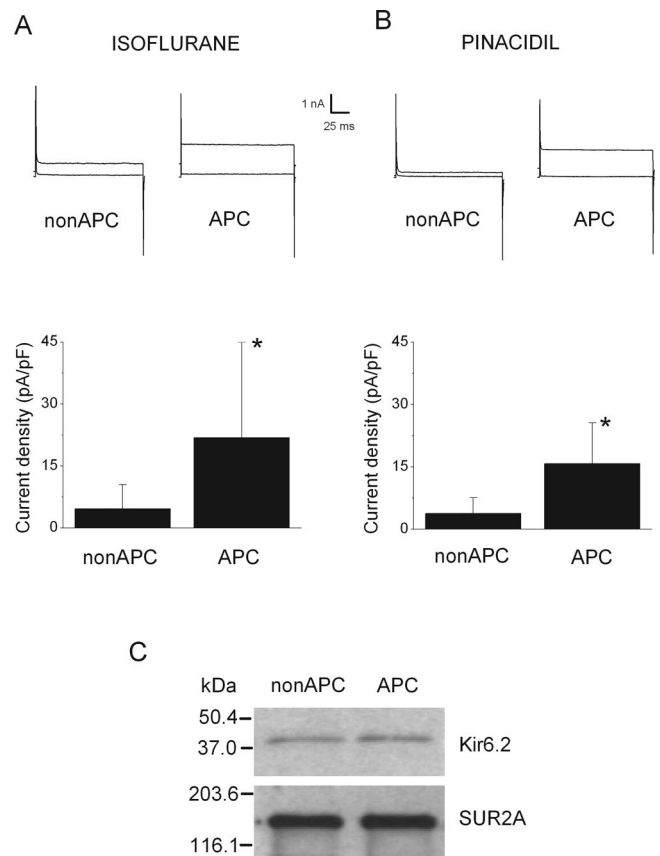 A
ISOFLURANE
1 nA
25 ms
nonAPC
APC
Current density (pA/pF)
45
30
15
0
*
nonAPC
APC
B
PINACIDIL
nonAPC
APC
Current density (pA/pF)
45
30
15
0
*
nonAPC
APC
C
kDa
nonAPC
APC
50.4
37.0
Kir6.2
203.6
116.1
SUR2A